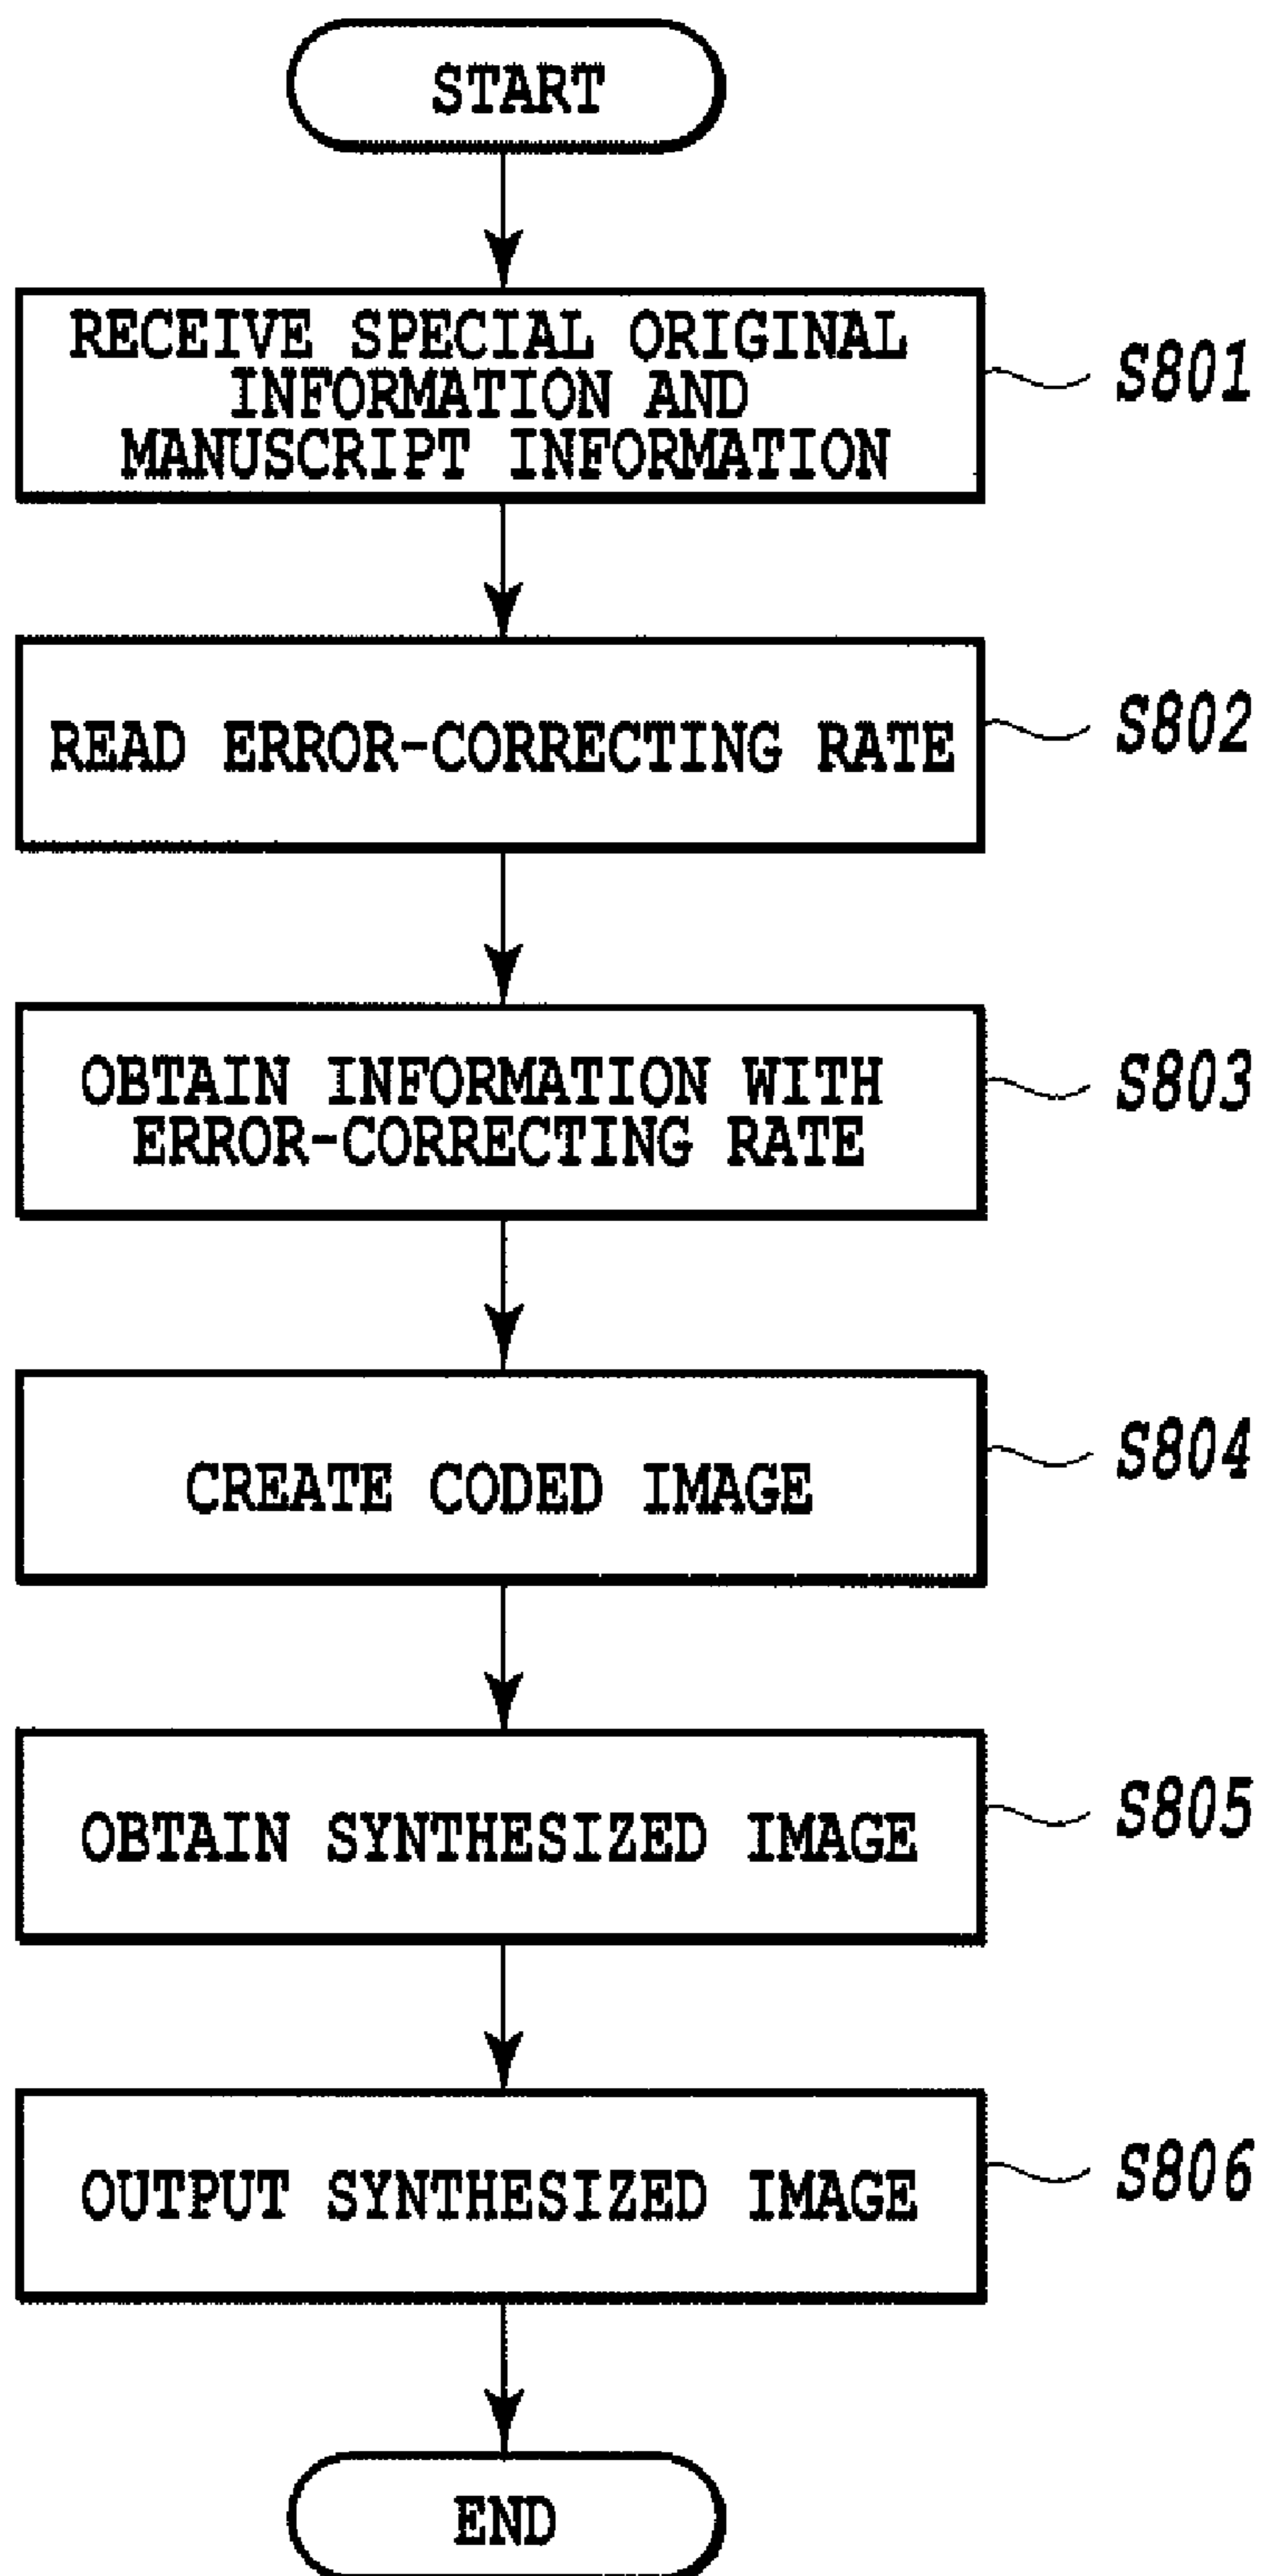 START
RECEIVE SPECIAL ORIGINAL
INFORMATION AND
MANUSCRIPT INFORMATION
S801
READ ERROR-CORRECTING RATE
S802
OBTAIN INFORMATION WITH
ERROR-CORRECTING RATE
S803
CREATE CODED IMAGE
S804
OBTAIN SYNTHESIZED IMAGE
S805
OUTPUT SYNTHESIZED IMAGE
S806
END